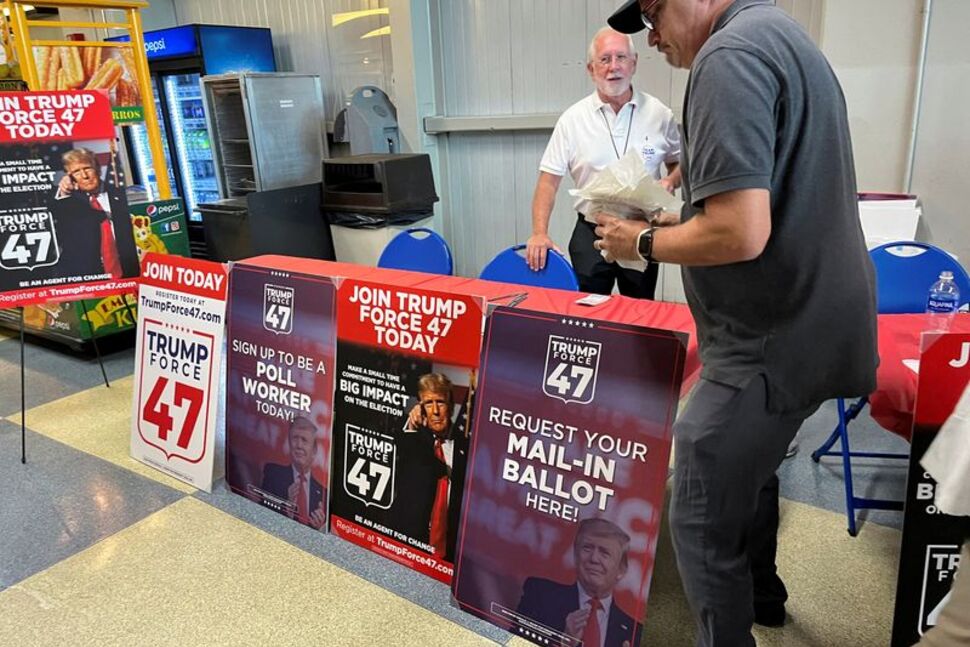 IN TRUMP
FORCE 47
TODAY
A SMALL TIME
COMMITMENT TO HAVE A
IMPACT
ON THE ELECTION
TRUMP
FORCE
47
BE AN AGENT FOR CHANGE
Register at
pepsi
pepsi
JOIN TODAY
REGISTER TODAY AT
TrumpForce47.com
TRUMP
FORCE
47
TRUMP
FORCE
47
SIGN UP TO BE A
POLL
WORKER
TODAY!
JOIN TRUMP
FORCE 47
TODAY
MAKE A SMALL TIME
COMMITMENT TO HAVE A
BIG IMPACT
ON THE ELECTION
TRUMP
FORCE
47
BE AN AGENT FOR CHANGE
Register at TrumpForce47.com
TRUMP
FORCE
47
REQUEST YOUR
MAIL-IN
BALLOT
HERE!
AQUAFINA
JO
F